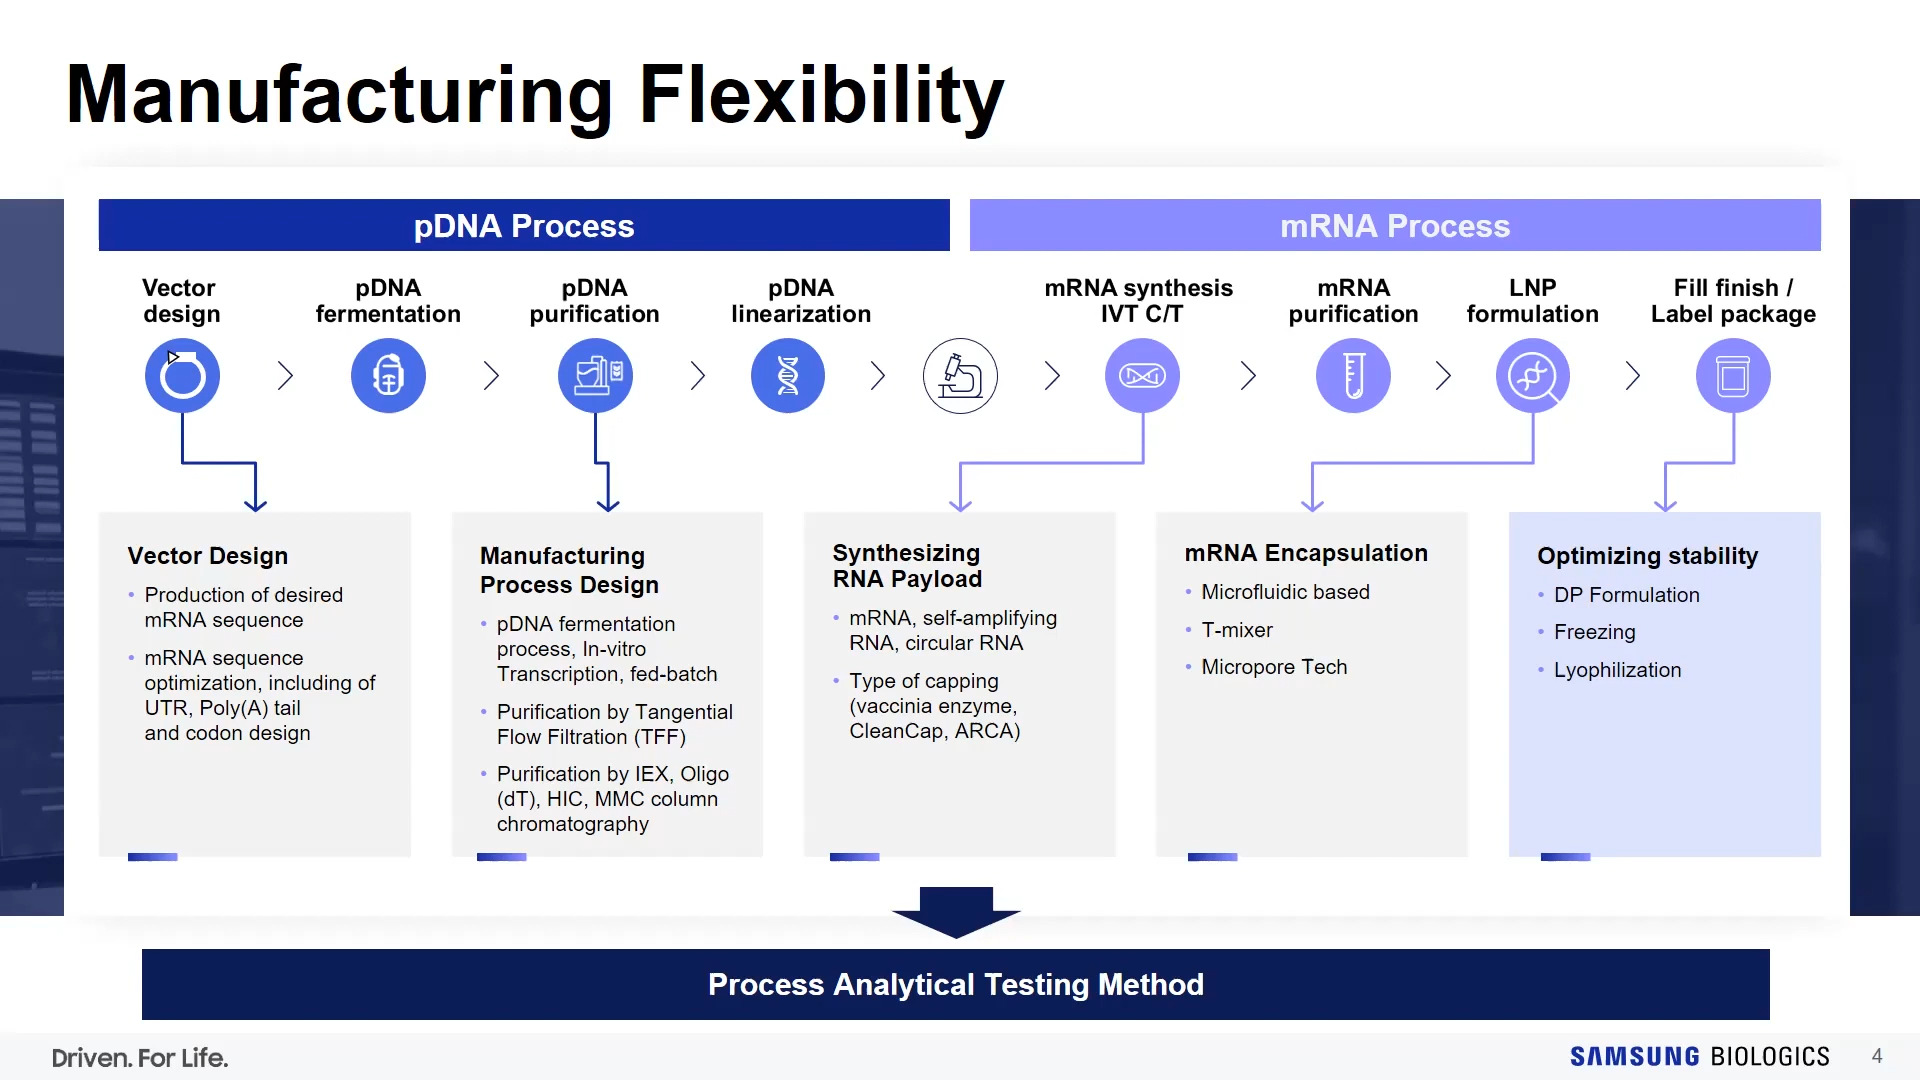 Manufacturing Flexibility
pDNA Process
mRNA Process
Vector
design
pDNA
fermentation
pDNA
purification
pDNA
linearization
mRNA synthesis
IVT C/T
mRNA
purification
LNP
formulation
Fill finish /
Label package
Vector Design
• Production of desired
mRNA sequence
• mRNA sequence
optimization, including of
UTR, Poly(A) tail
and codon design
Manufacturing
Process Design
• pDNA fermentation
process, In-vitro
Transcription, fed-batch
• Purification by Tangential
Flow Filtration (TFF)
• Purification by IEX, Oligo
(dT), HIC, MMC column
chromatography
Synthesizing
RNA Payload
• mRNA, self-amplifying
RNA, circular RNA
• Type of capping
(vaccinia enzyme,
CleanCap, ARCA)
mRNA Encapsulation
• Microfluidic based
• T-mixer
• Micropore Tech
Optimizing stability
• DP Formulation
• Freezing
• Lyophilization
Process Analytical Testing Method
Driven. For Life.
SAMSUNG BIOLOGICS
4